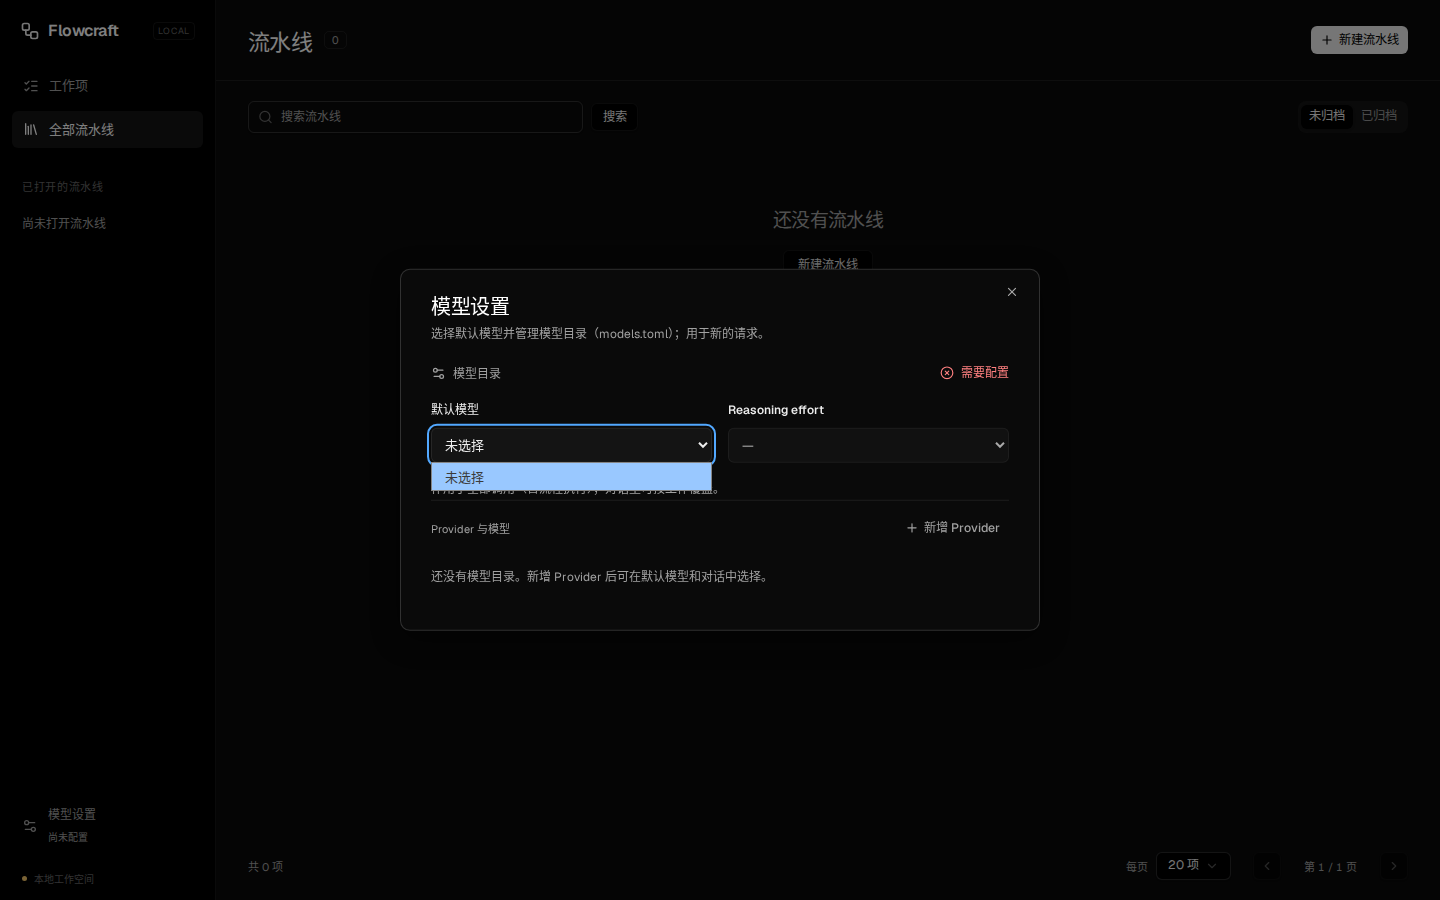 Flowcraft
LOCAL
工作项
全部流水线
已打开的流水线
尚未打开流水线
模型设置
尚未配置
本地工作空间
流水线
0
新建流水线
搜索流水线
搜索
未归档
已归档
还没有流水线
新建流水线
模型设置
选择默认模型并管理模型目录（models.toml）；用于新的请求。
模型目录
需要配置
默认模型
Reasoning effort
未选择
—
未选择
Provider 与模型
新增 Provider
还没有模型目录。新增 Provider 后可在默认模型和对话中选择。
共 0 项
每页
20 项
第 1 / 1 页